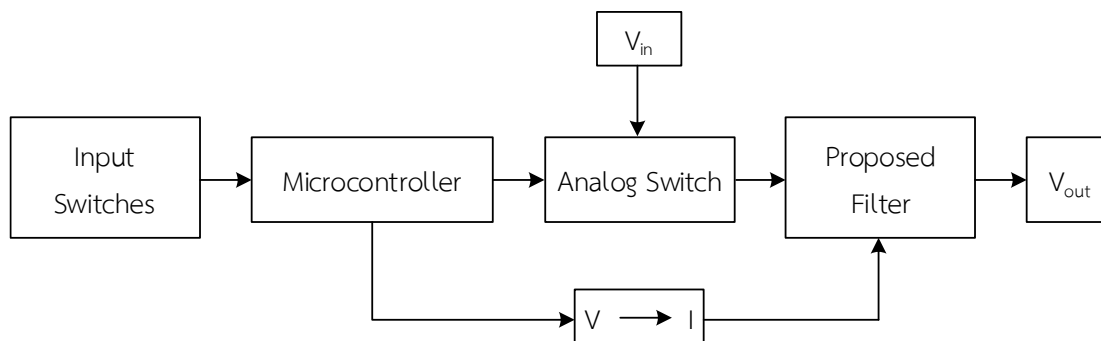 V_in
Input
Switches
Microcontroller
Analog Switch
Proposed
Filter
V_out
V → I